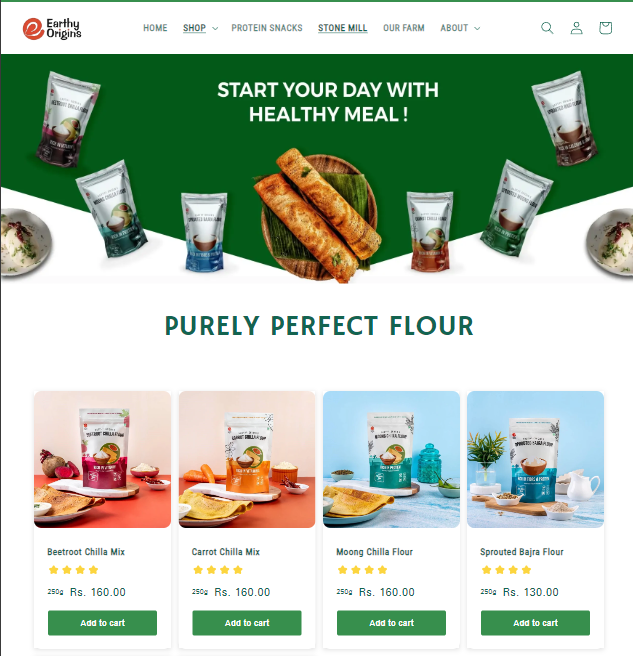 Earthy
Origins
HOME
SHOP
PROTEIN SNACKS
STONE MILL
OUR FARM
ABOUT
START YOUR DAY WITH
HEALTHY MEAL !
PURELY PERFECT FLOUR
Beetroot Chilla Mix
250g Rs. 160.00
Add to cart
Carrot Chilla Mix
250g Rs. 160.00
Add to cart
Moong Chilla Flour
250g Rs. 160.00
Add to cart
Sprouted Bajra Flour
250g Rs. 130.00
Add to cart